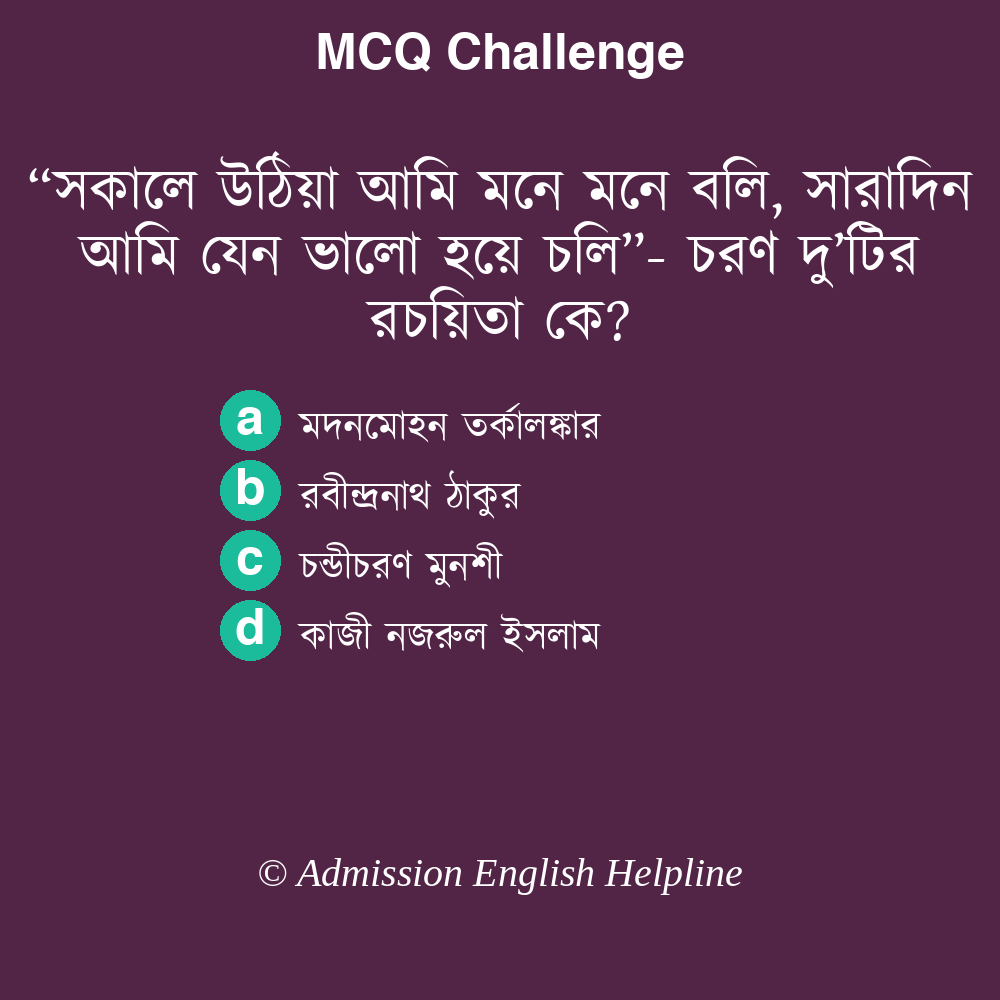 MCQ Challenge
“সকালে উঠিয়া আমি মনে মনে বলি, সারাদিন
আমি যেন ভালো হয়ে চলি”- চরণ দু’টির
রচয়িতা কে?
a মদনমোহন তর্কালঙ্কার
b রবীন্দ্রনাথ ঠাকুর
c চন্ডীচরণ মুনশী
d কাজী নজরুল ইসলাম
© Admission English Helpline